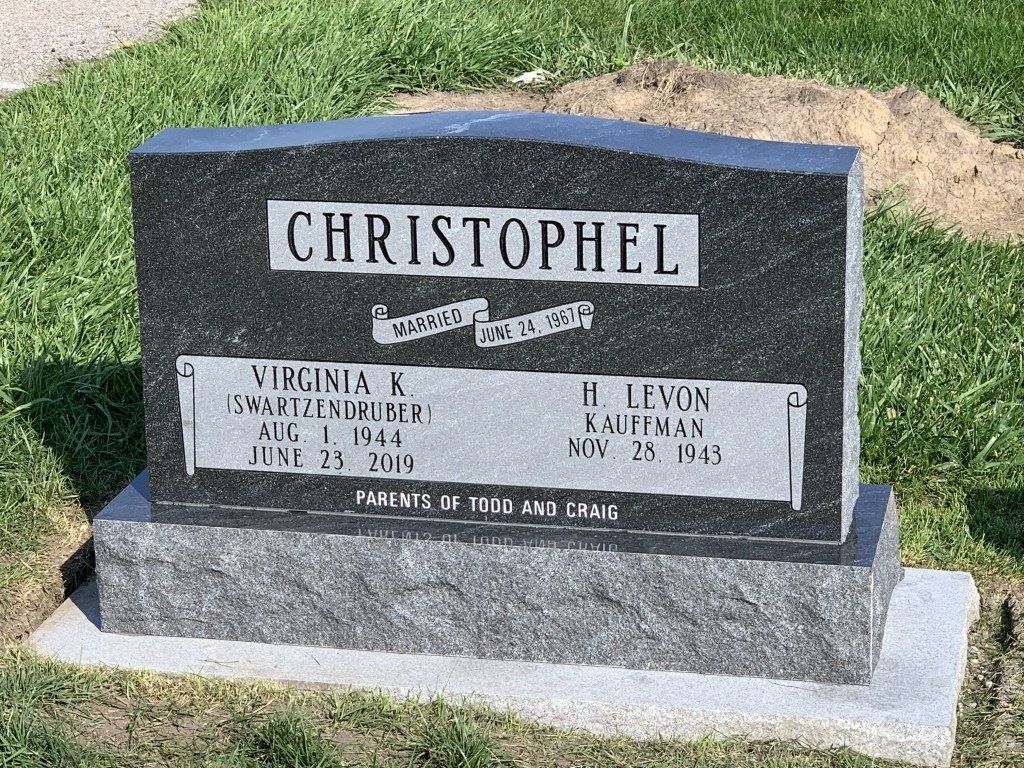 CHRISTOPHEL
MARRIED JUNE 24, 1967
VIRGINIA K.
(SWARTZENDRUBER)
AUG. 1, 1944
JUNE 23, 2019
H. LEVON
KAUFFMAN
NOV. 28, 1943
PARENTS OF TODD AND CRAIG